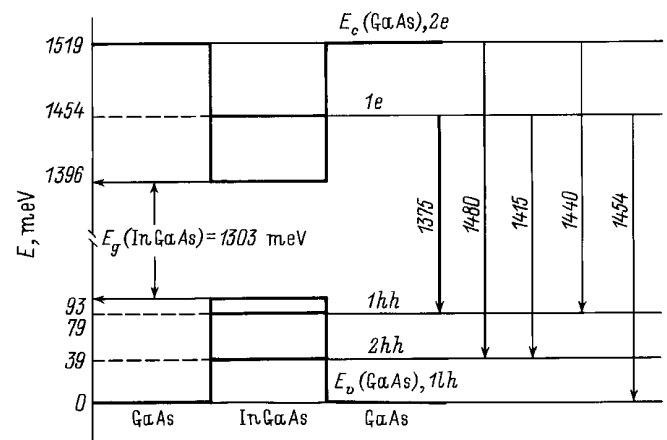 E_c (GaAs), 2e
1519
1e
1454
1396
E, meV
E_g (InGaAs) = 1303 meV
1375
1480
1415
1440
1454
93
1hh
79
2hh
39
E_v (GaAs), 1lh
0
GaAs
InGaAs
GaAs